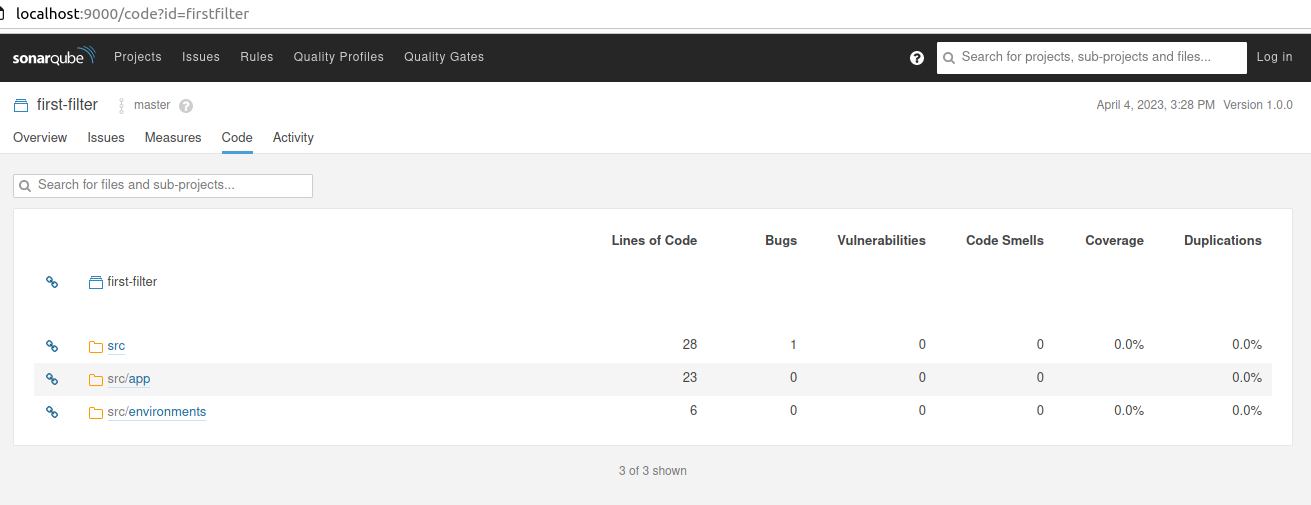 localhost:9000/code?id=firstfilter
sonarqube Projects Issues Rules Quality Profiles Quality Gates ? Search for projects, sub-projects and files... Log in
first-filter master ? April 4, 2023, 3:28 PM Version 1.0.0
Overview Issues Measures Code Activity
Search for files and sub-projects...
Lines of Code Bugs Vulnerabilities Code Smells Coverage Duplications
first-filter
src 28 1 0 0 0.0% 0.0%
src/app 23 0 0 0 0.0%
src/environments 6 0 0 0 0.0% 0.0%
3 of 3 shown